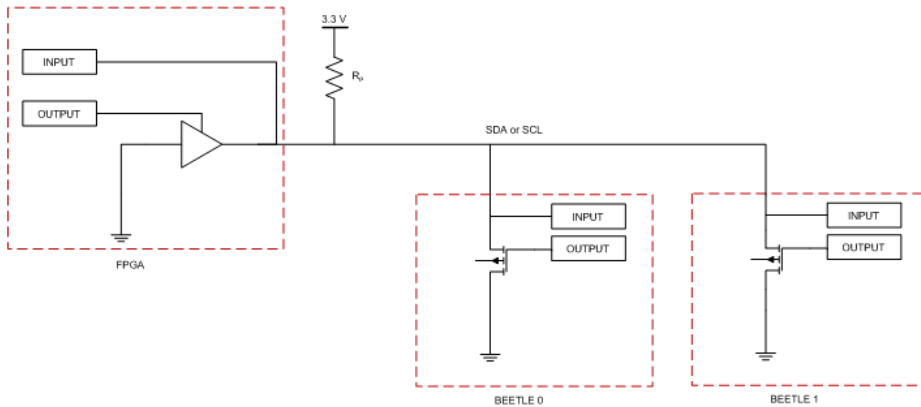 3.3 V
INPUT
Rp
OUTPUT
SDA or SCL
INPUT
INPUT
OUTPUT
OUTPUT
FPGA
BEETLE 0
BEETLE 1